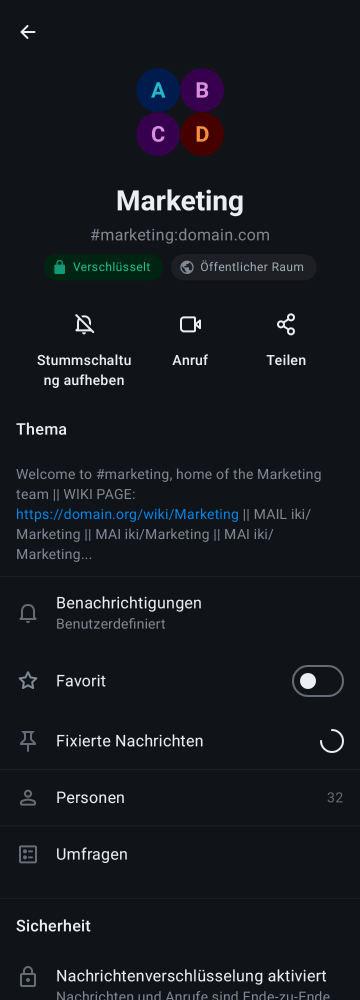 A B
C D
Marketing
#marketing:domain.com
Verschlüsselt Öffentlicher Raum
Stummschaltu
ng aufheben
Anruf
Teilen
Thema
Welcome to #marketing, home of the Marketing
team || WIKI PAGE:
https://domain.org/wiki/Marketing || MAIL iki/
Marketing || MAI iki/Marketing || MAI iki/
Marketing...
Benachrichtigungen
Benutzerdefiniert
Favorit
Fixierte Nachrichten
Personen 32
Umfragen
Sicherheit
Nachrichtenverschlüsselung aktiviert
Nachrichten und Anrufe sind Ende-zu-Ende